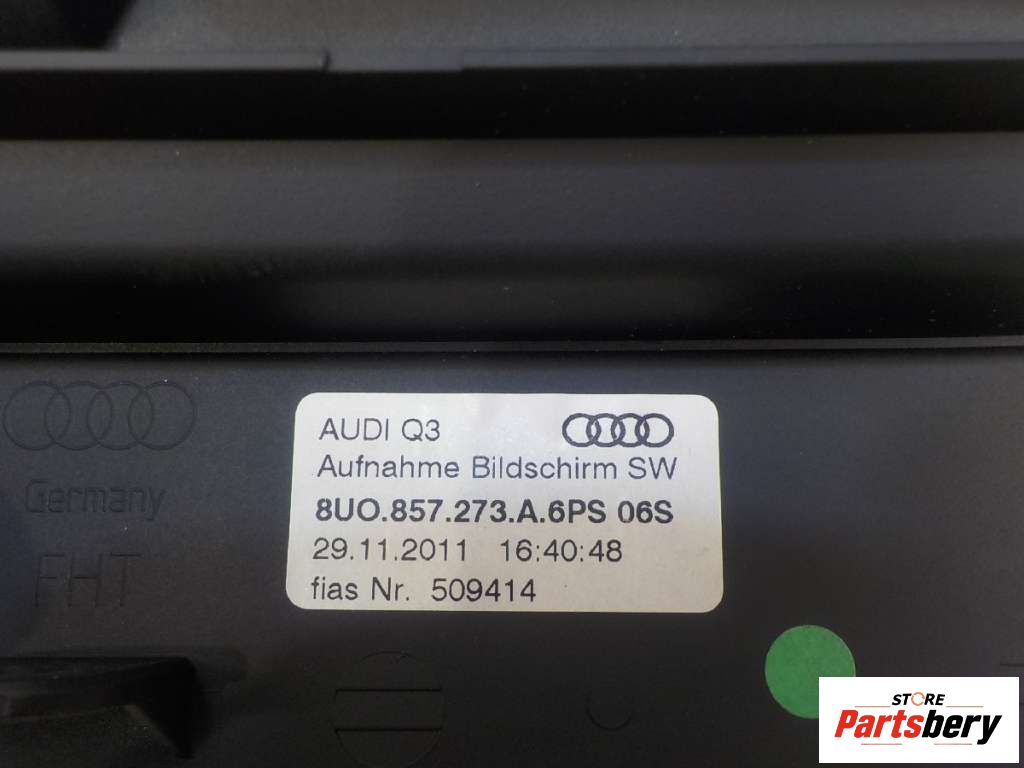 AUDI Q3
Aufnahme Bildschirm SW
8U0.857.273.A.6PS 06S
29.11.2011 16:40:48
fias Nr. 509414
Germany
FHT
STORE
Partsbery